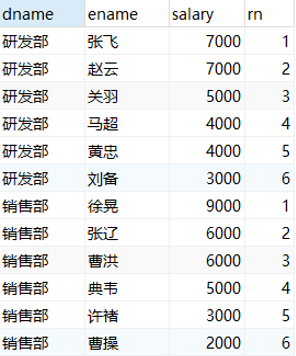 dname ename salary rn
研发部 张飞 7000 1
研发部 赵云 7000 2
研发部 关羽 5000 3
研发部 马超 4000 4
研发部 黄忠 4000 5
研发部 刘备 3000 6
销售部 徐晃 9000 1
销售部 张辽 6000 2
销售部 曹洪 6000 3
销售部 典韦 5000 4
销售部 许褚 3000 5
销售部 曹操 2000 6